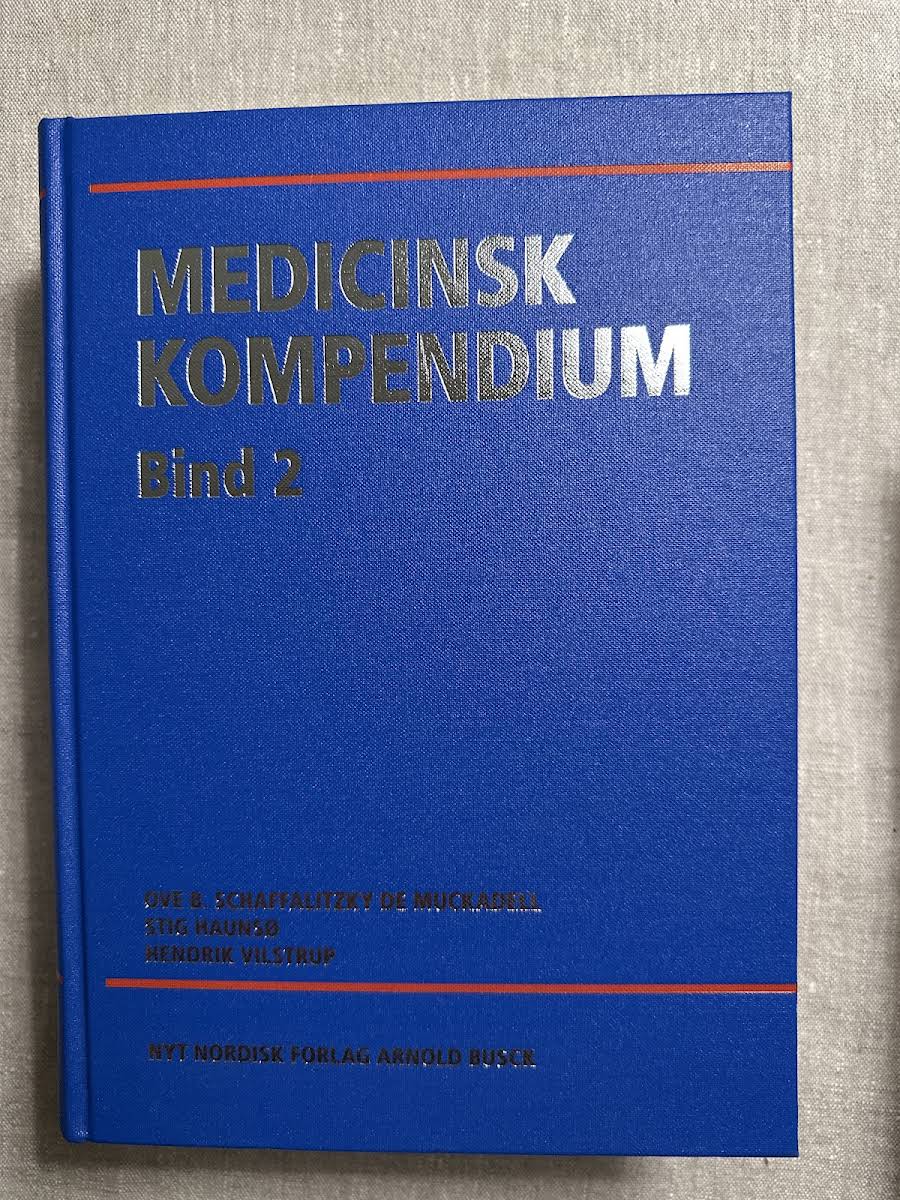 MEDICINSK
KOMPENDIUM
Bind 2
OVE B. SCHAFFALITZKY DE MUCKADELL
STIG HAUNSØ
HENDRIK VILSTRUP
NYT NORDISK FORLAG ARNOLD BUSCK